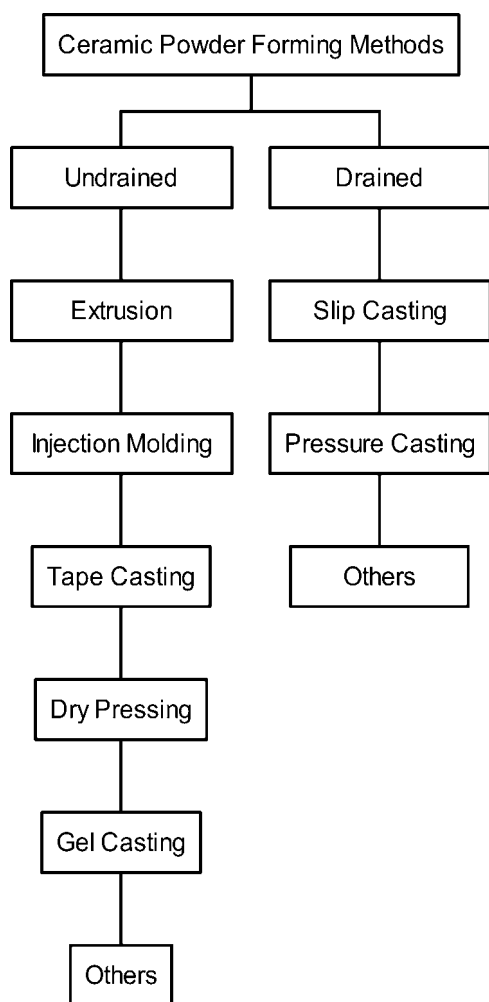 Ceramic Powder Forming Methods
Undrained
Drained
Extrusion
Slip Casting
Injection Molding
Pressure Casting
Tape Casting
Others
Dry Pressing
Gel Casting
Others